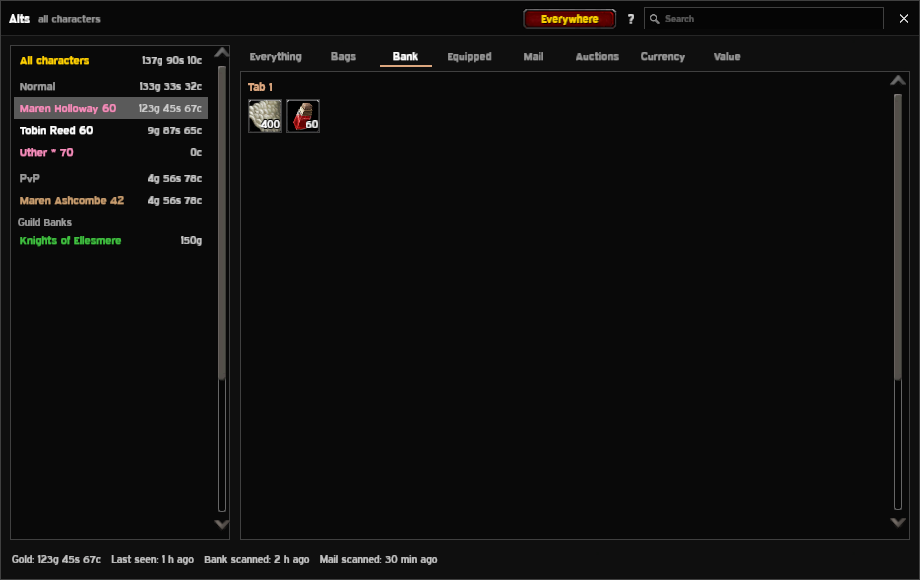 Alts all characters Everywhere ? Search
All characters 137g 90s 10c
Normal 133g 33s 32c
Maren Holloway 60 123g 45s 67c
Tobin Reed 60 9g 87s 65c
Uther * 70 0c
PvP 4g 56s 78c
Maren Ashcombe 42 4g 56s 78c
Guild Banks
Knights of Ellesmere 150g
Everything Bags Bank Equipped Mail Auctions Currency Value
Tab 1
400 60
Gold: 123g 45s 67c Last seen: 1 h ago Bank scanned: 2 h ago Mail scanned: 30 min ago